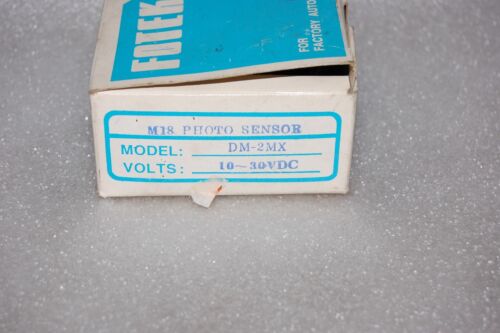 FOTEK
FOR
FACTORY AUTO
M18 PHOTO SENSOR
MODEL: DM-2MX
VOLTS: 10~30VDC